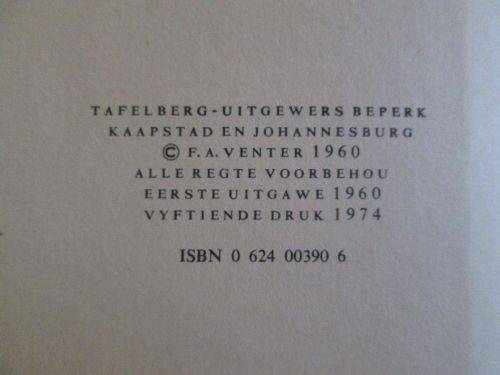 TAFELBERG-UITGEWERS BEPERK
KAAPSTAD EN JOHANNESBURG
© F. A. VENTER 1960
ALLE REGTE VOORBEHOU
EERSTE UITGAWE 1960
VYFTIENDE DRUK 1974
ISBN 0 624 00390 6